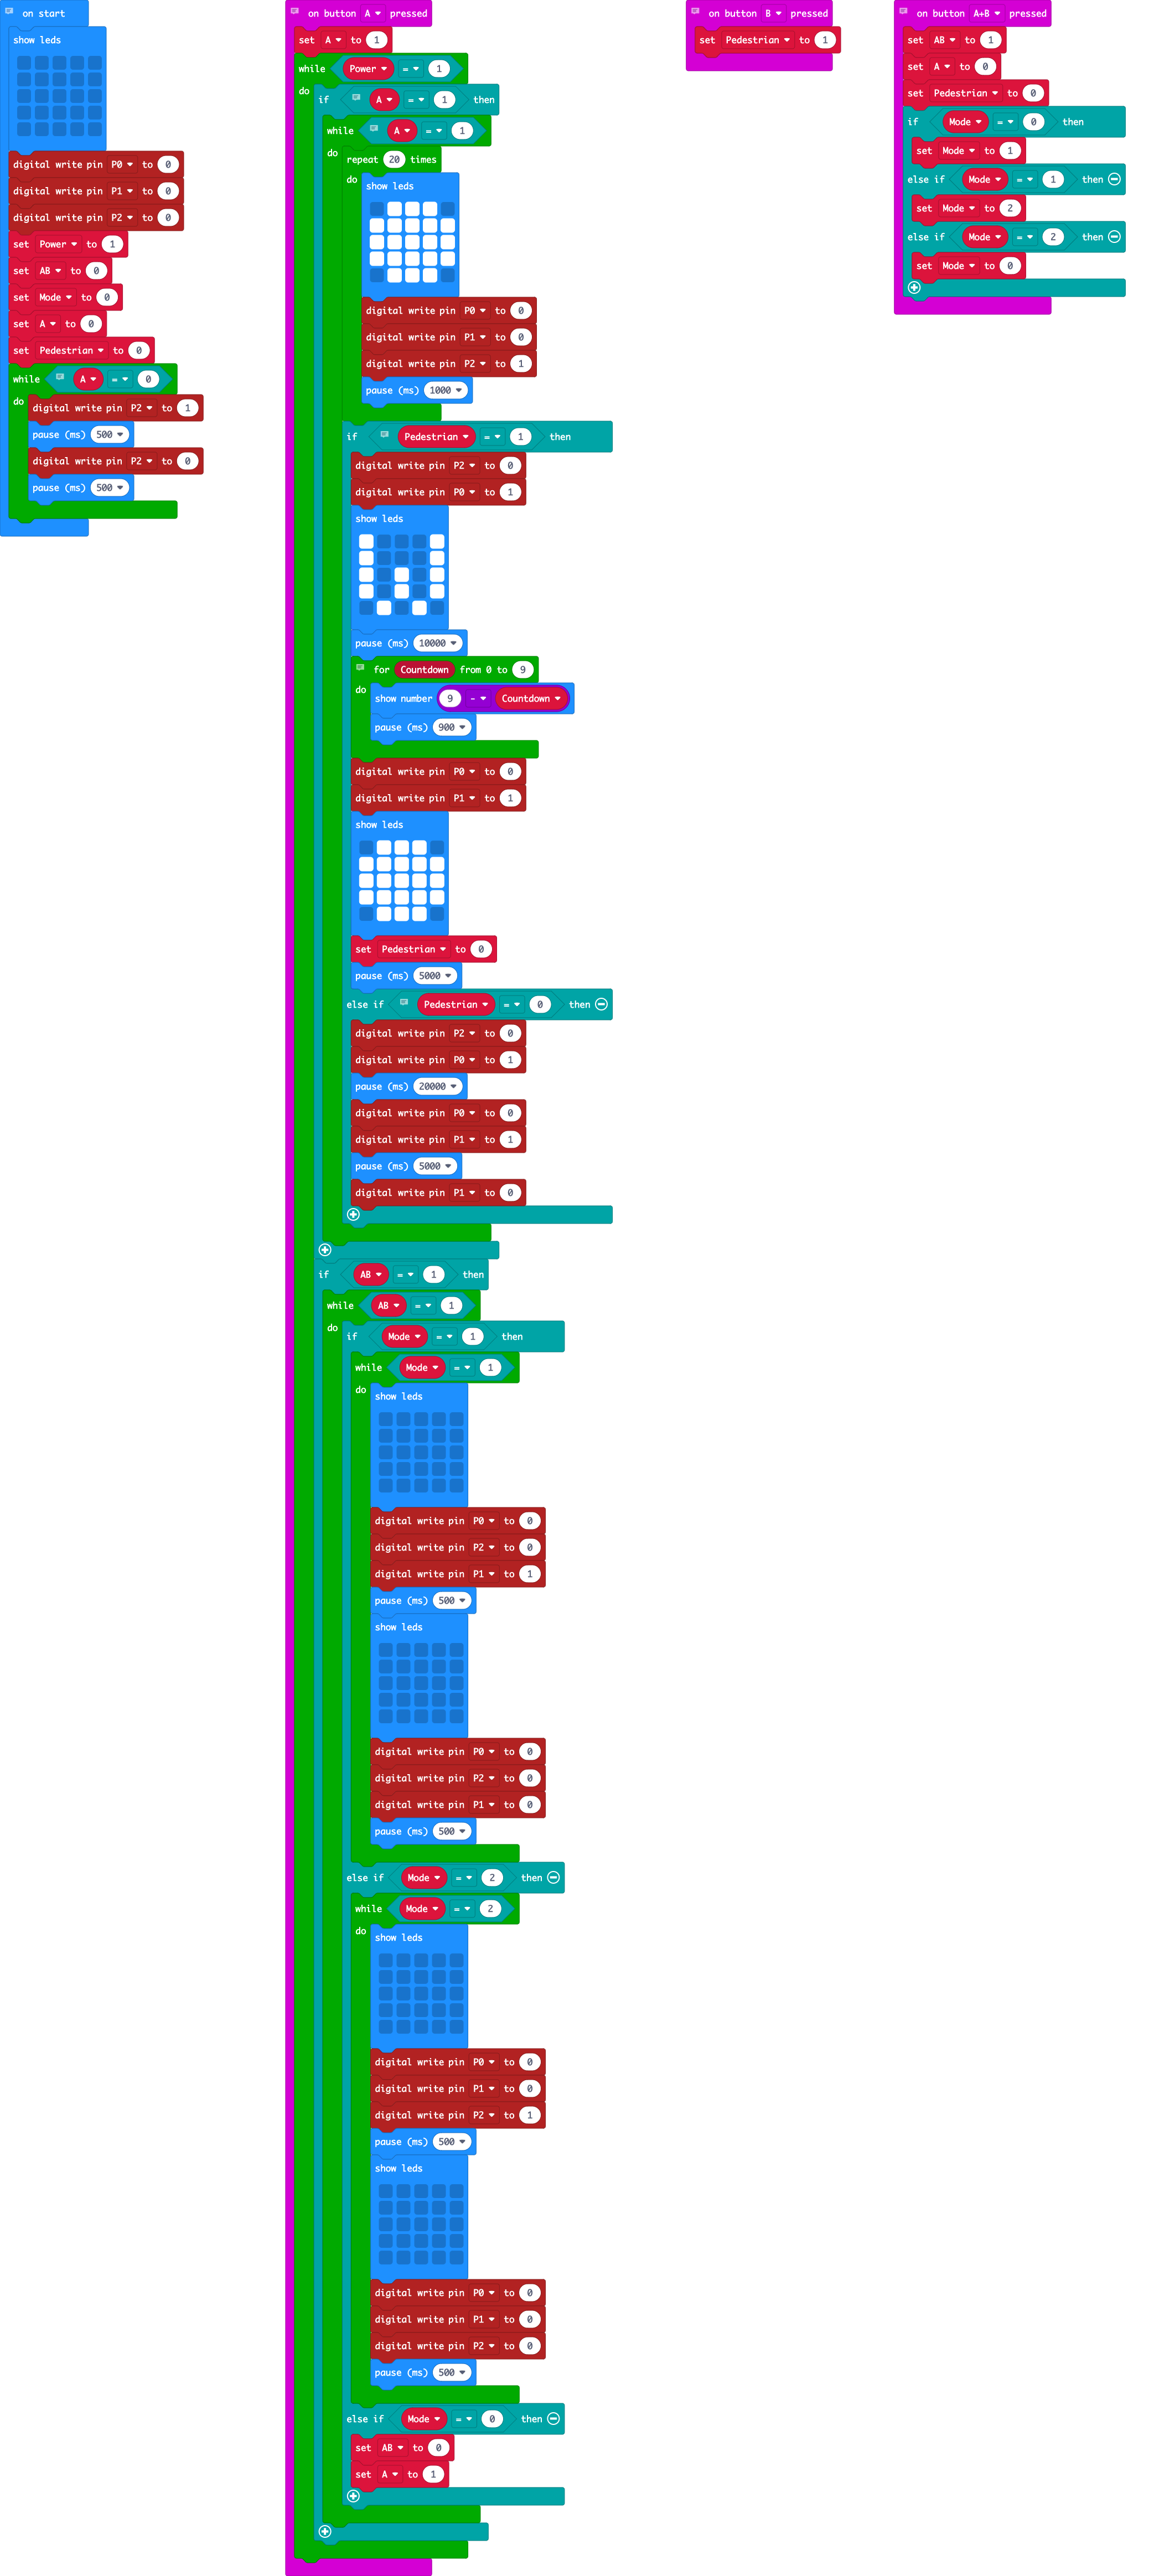 on start
show leds
digital write pin P0 to 0
digital write pin P1 to 0
digital write pin P2 to 0
set Power to 1
set AB to 0
set Mode to 0
set A to 0
set Pedestrian to 0
while A = 0
do
digital write pin P2 to 1
pause (ms) 500
digital write pin P2 to 0
pause (ms) 500
on button A pressed
set A to 1
while Power = 1
do
if A = 1 then
while A = 1
do
repeat 20 times
do
show leds
digital write pin P0 to 0
digital write pin P1 to 0
digital write pin P2 to 1
pause (ms) 1000
if Pedestrian = 1 then
digital write pin P2 to 0
digital write pin P0 to 1
show leds
pause (ms) 10000
for Countdown from 0 to 9
do
show number 9 - Countdown
pause (ms) 900
digital write pin P0 to 0
digital write pin P1 to 1
show leds
set Pedestrian to 0
pause (ms) 5000
else if Pedestrian = 0 then
digital write pin P2 to 0
digital write pin P0 to 1
pause (ms) 20000
digital write pin P0 to 0
digital write pin P1 to 1
pause (ms) 5000
digital write pin P1 to 0
if AB = 1 then
while AB = 1
do
if Mode = 1 then
while Mode = 1
do
show leds
digital write pin P0 to 0
digital write pin P2 to 0
digital write pin P1 to 1
pause (ms) 500
show leds
digital write pin P0 to 0
digital write pin P2 to 0
digital write pin P1 to 0
pause (ms) 500
else if Mode = 2 then
while Mode = 2
do
show leds
digital write pin P0 to 0
digital write pin P1 to 0
digital write pin P2 to 1
pause (ms) 500
show leds
digital write pin P0 to 0
digital write pin P1 to 0
digital write pin P2 to 0
pause (ms) 500
else if Mode = 0 then
set AB to 0
set A to 1
on button B pressed
set Pedestrian to 1
on button A+B pressed
set AB to 1
set A to 0
set Pedestrian to 0
if Mode = 0 then
set Mode to 1
else if Mode = 1 then
set Mode to 2
else if Mode = 2 then
set Mode to 0